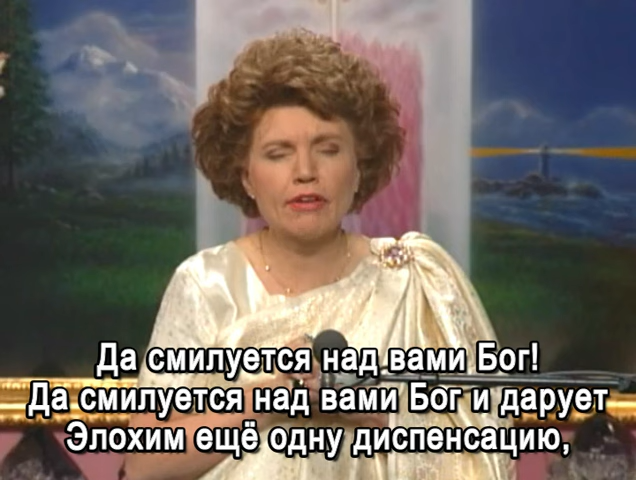 Да смилуется над вами Бог!
Да смилуется над вами Бог и дарует
Элохим ещё одну диспенсацию,